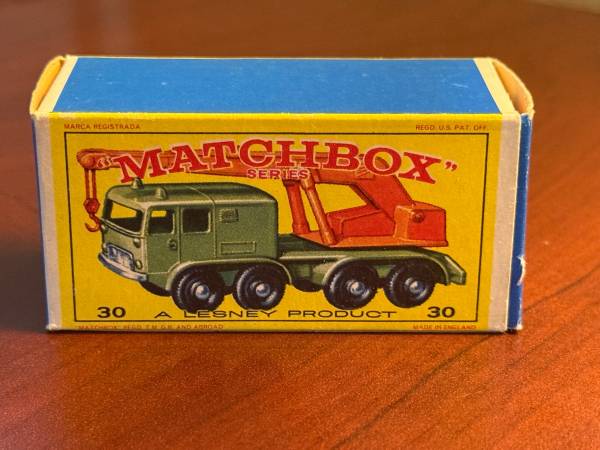 MARCA REGISTRADA
REGD. U.S. PAT. OFF.
"MATCHBOX"
SERIES
30 A LESNEY PRODUCT 30
"MATCHBOX" REGD. T.M. G.B. AND ABROAD
MADE IN ENGLAND